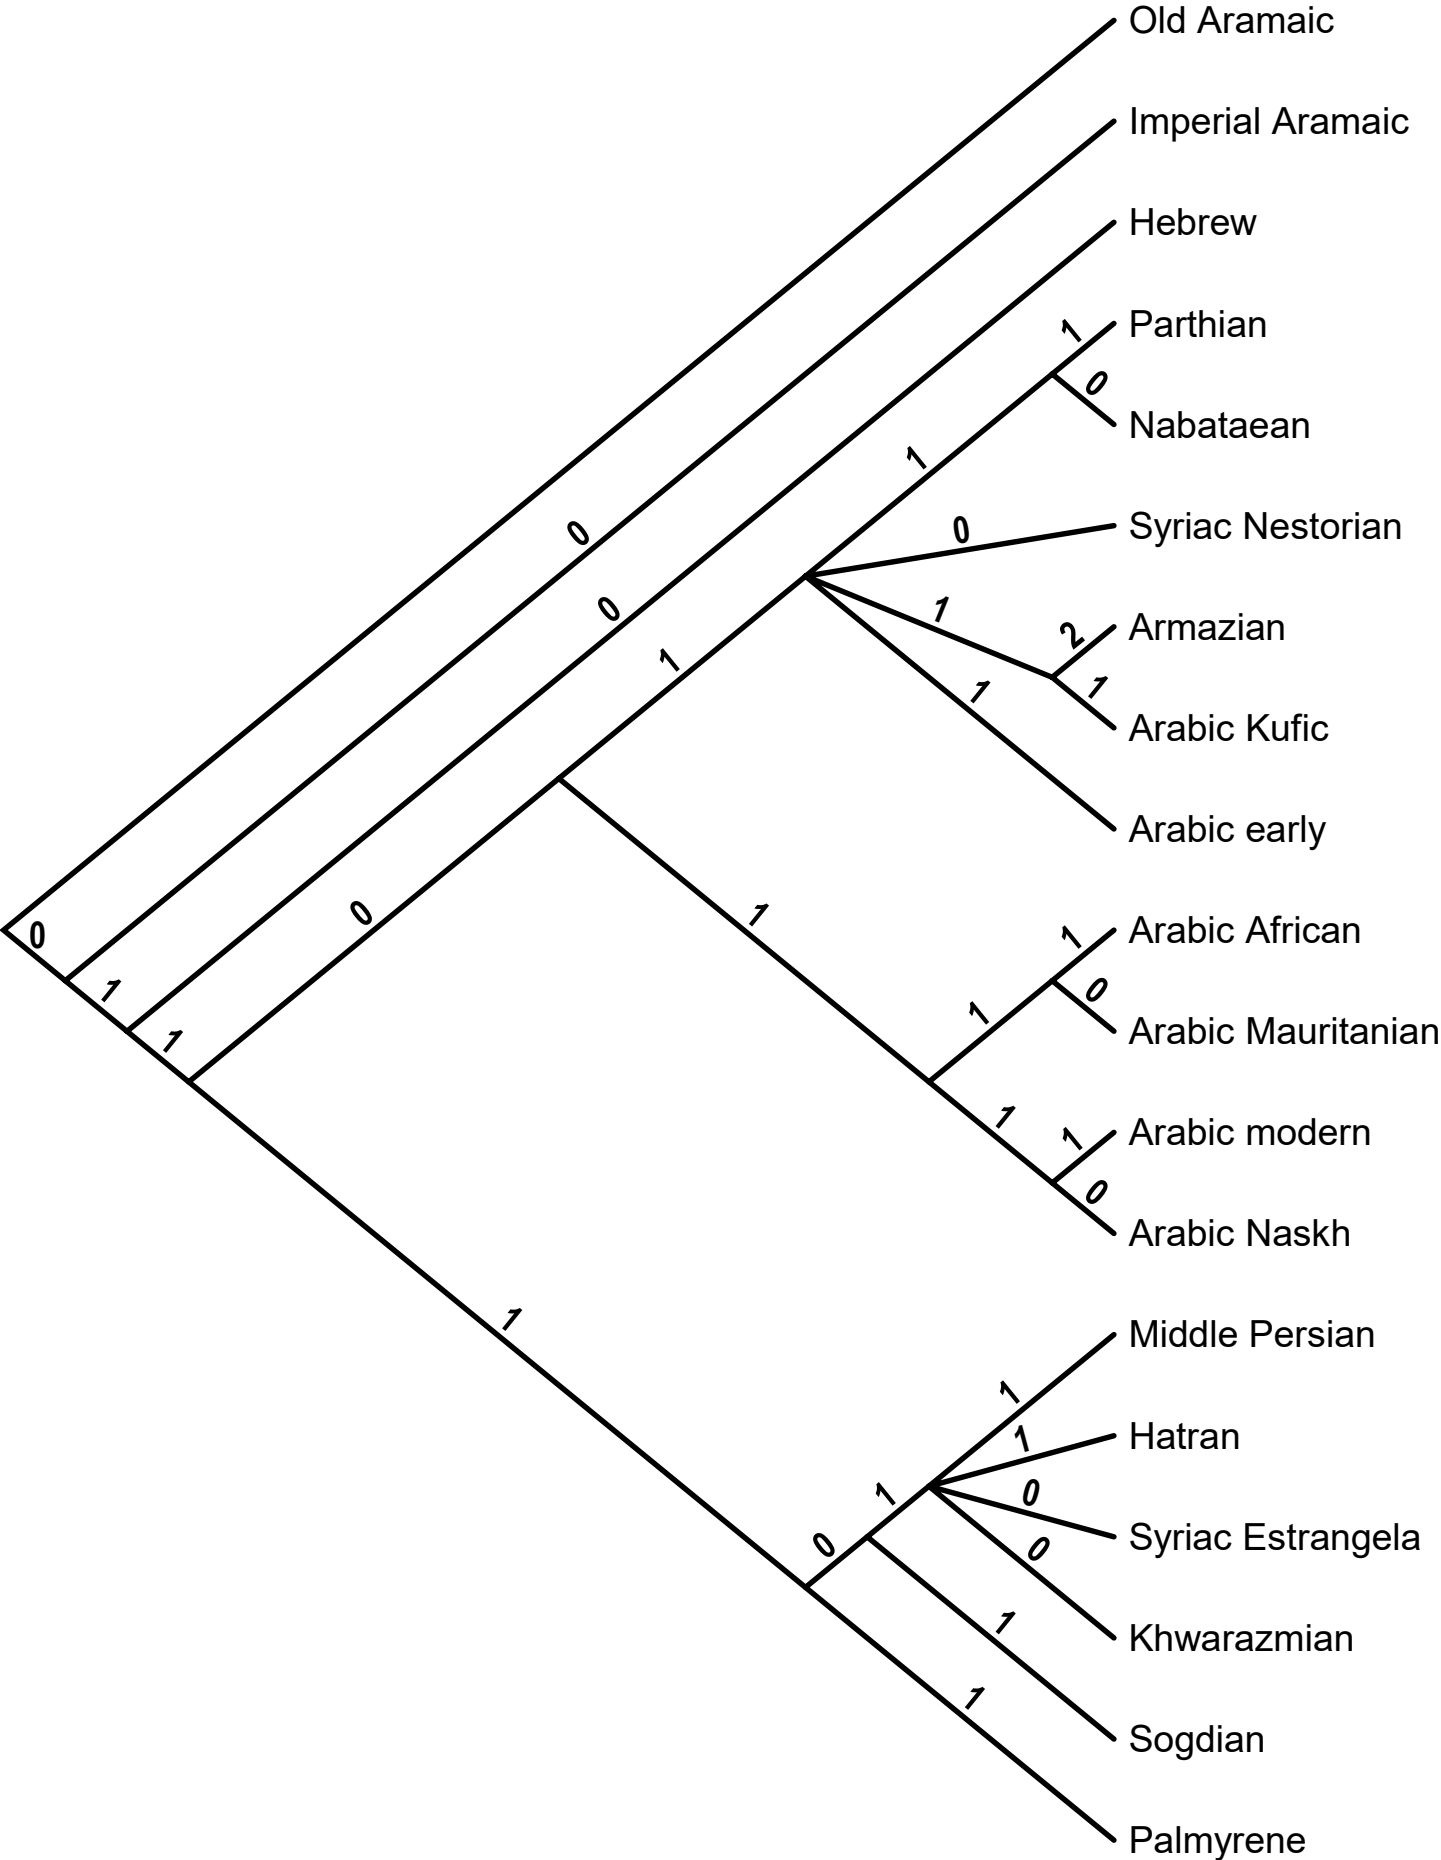 Old Aramaic
Imperial Aramaic
Hebrew
1
Parthian
0
Nabataean
1
0
Syriac Nestorian
0
0
1
2
Armazian
1
1
1
Arabic Kufic
Arabic early
0
1
0
1
1
Arabic African
0
Arabic Mauritanian
1
1
1
1
Arabic modern
0
Arabic Naskh
1
Middle Persian
1
1
Hatran
1
0
Syriac Estrangela
0
0
Khwarazmian
1
Sogdian
1
Palmyrene